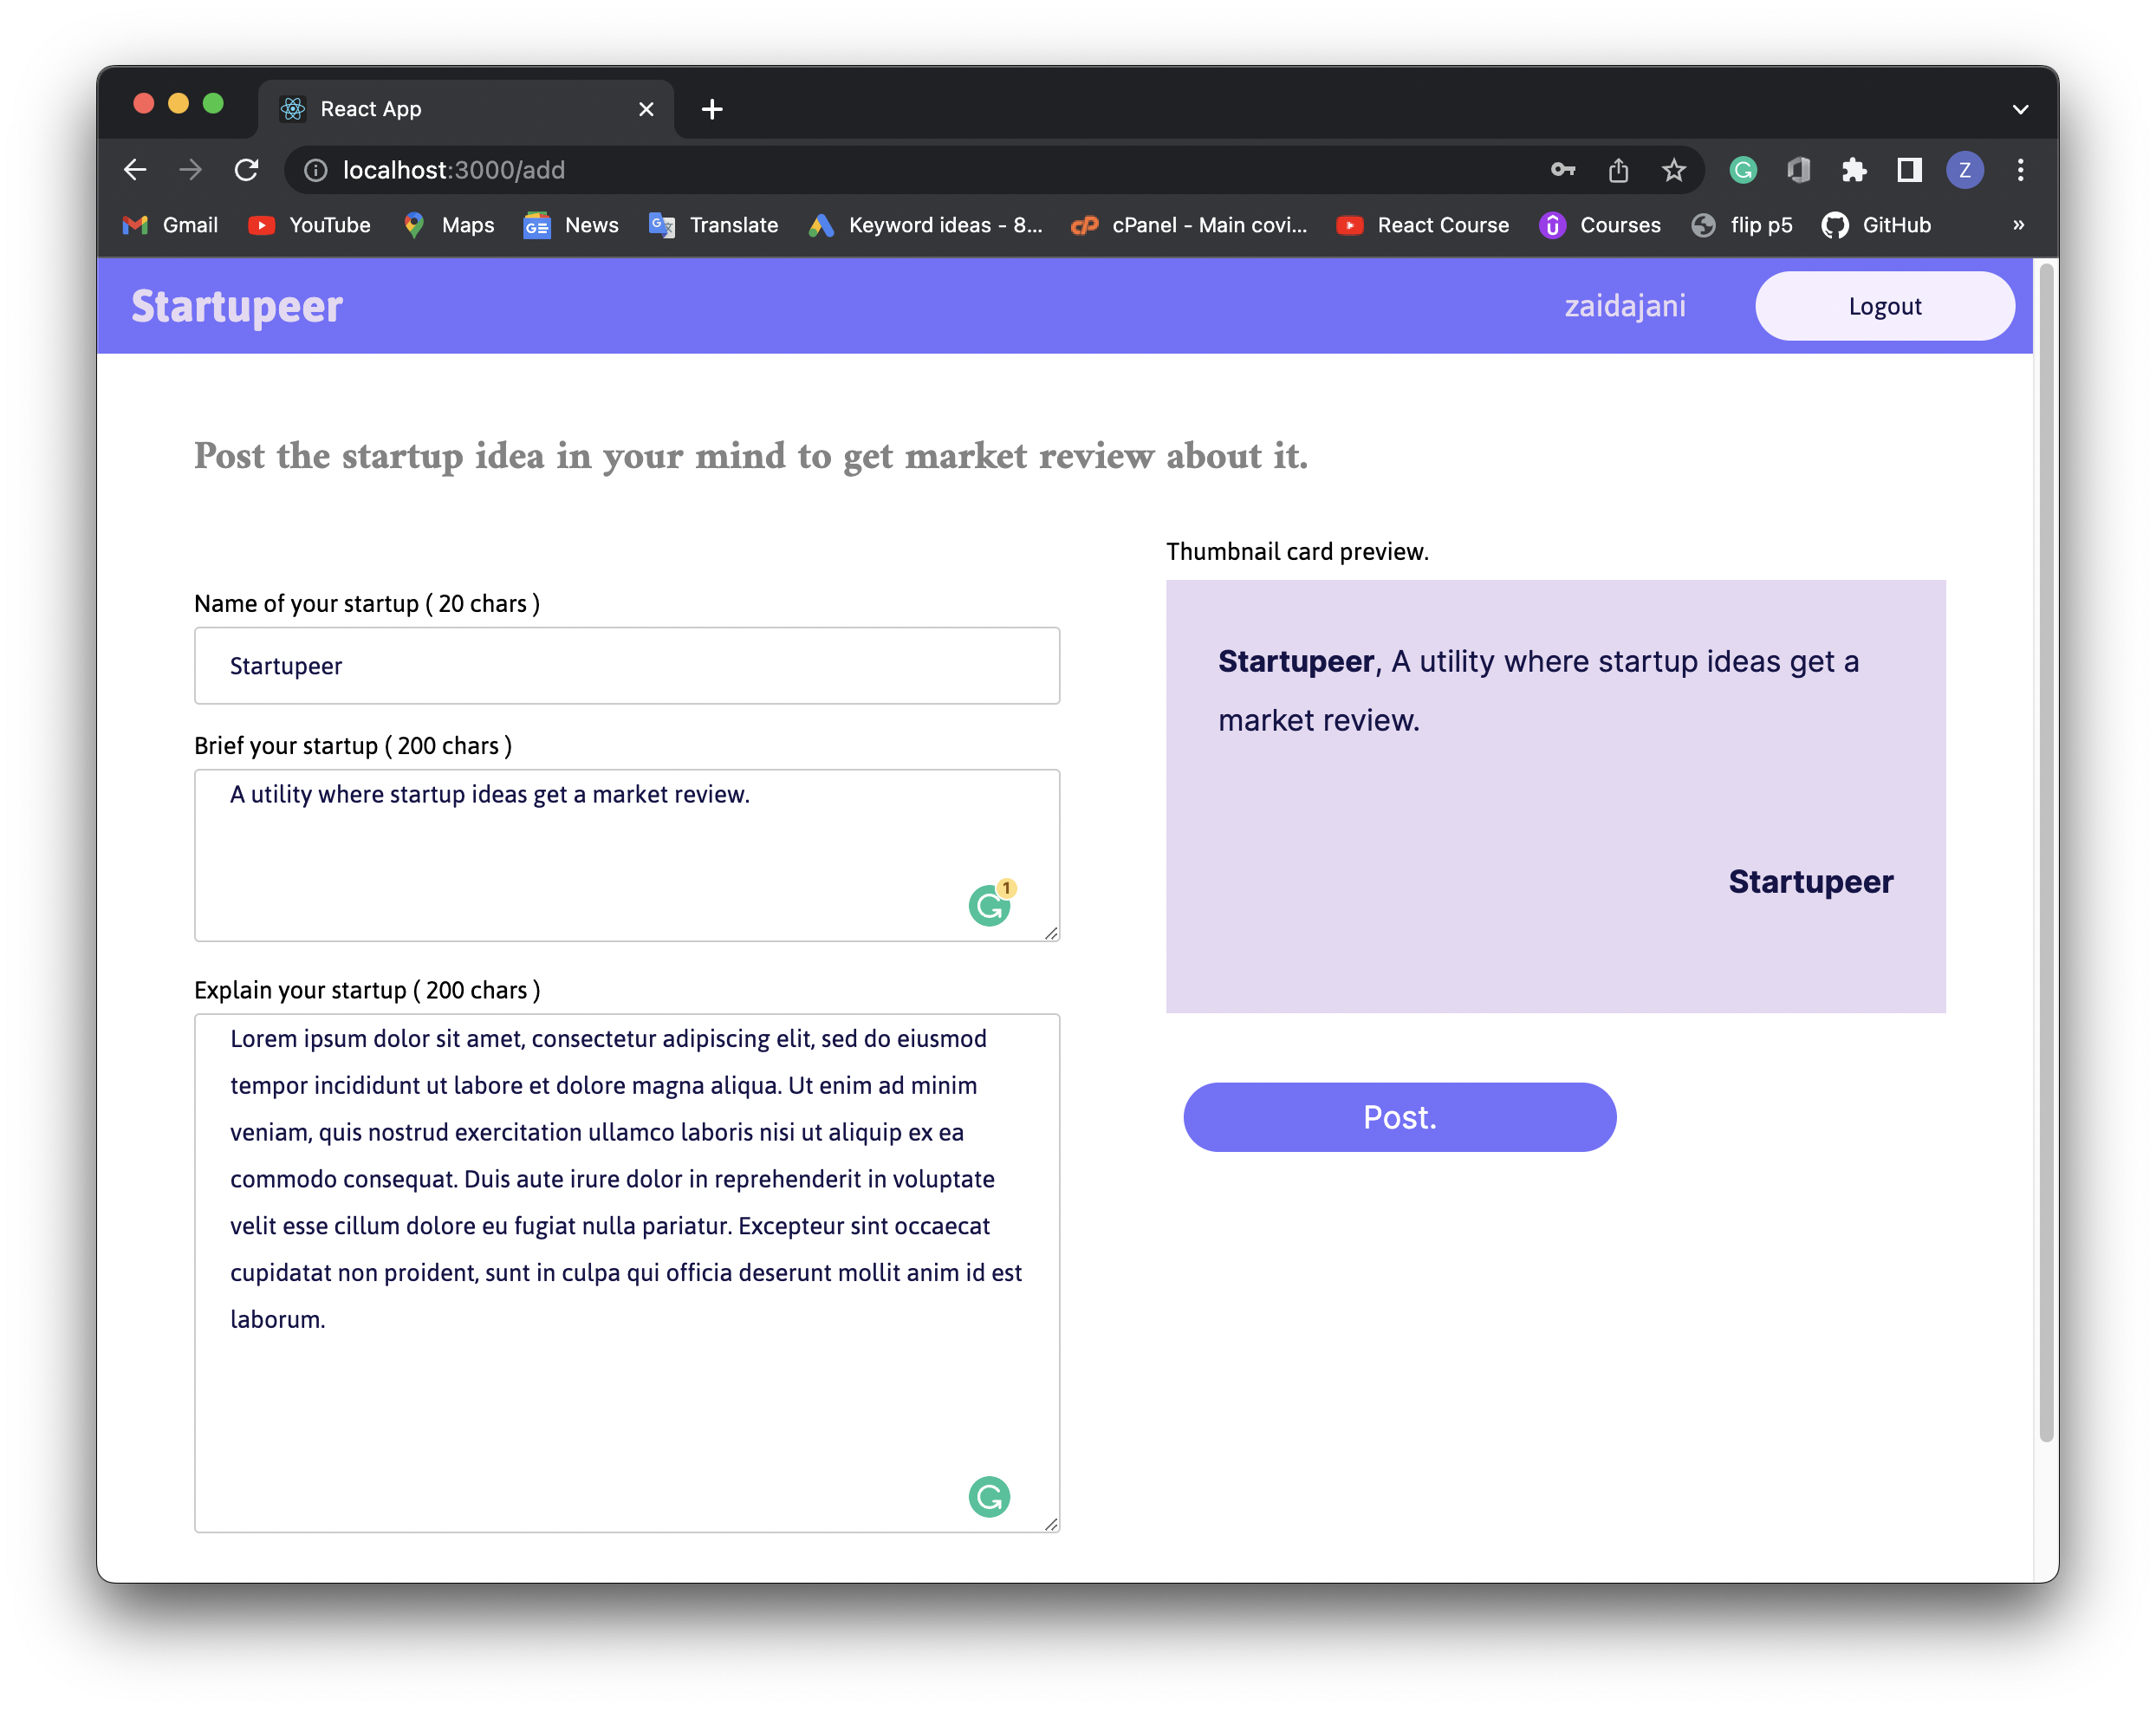 React App
localhost:3000/add
Z
Gmail YouTube Maps News Translate Keyword ideas - 8... cPanel - Main covi... React Course Courses flip p5 GitHub »
Startupeer
zaidajani
Logout
Post the startup idea in your mind to get market review about it.
Name of your startup ( 20 chars )
Startupeer
Brief your startup ( 200 chars )
A utility where startup ideas get a market review.
1
Explain your startup ( 200 chars )
Lorem ipsum dolor sit amet, consectetur adipiscing elit, sed do eiusmod
tempor incididunt ut labore et dolore magna aliqua. Ut enim ad minim
veniam, quis nostrud exercitation ullamco laboris nisi ut aliquip ex ea
commodo consequat. Duis aute irure dolor in reprehenderit in voluptate
velit esse cillum dolore eu fugiat nulla pariatur. Excepteur sint occaecat
cupidatat non proident, sunt in culpa qui officia deserunt mollit anim id est
laborum.
Thumbnail card preview.
Startupeer, A utility where startup ideas get a
market review.
Startupeer
Post.